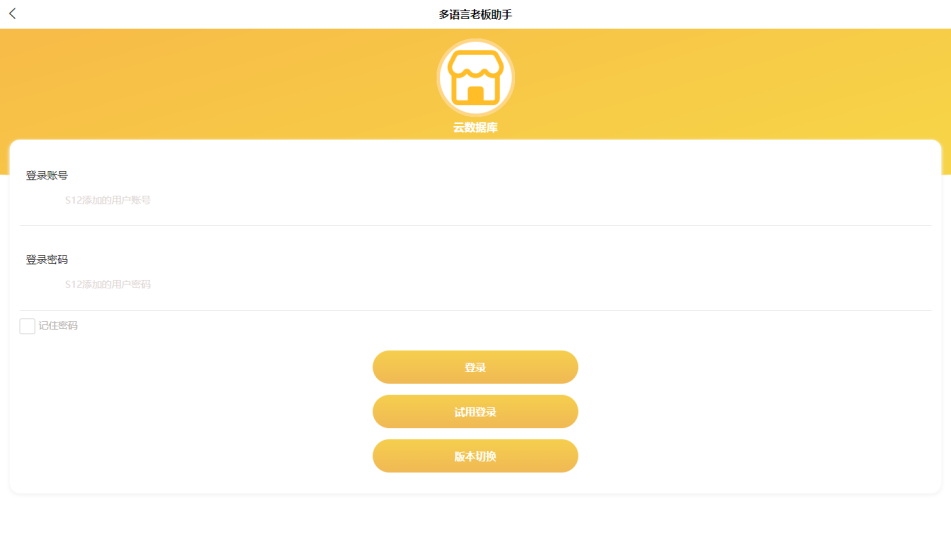 多语言老板助手
云数据库
登录账号
S12添加的用户账号
登录密码
S12添加的用户密码
记住密码
登录
试用登录
版本切换